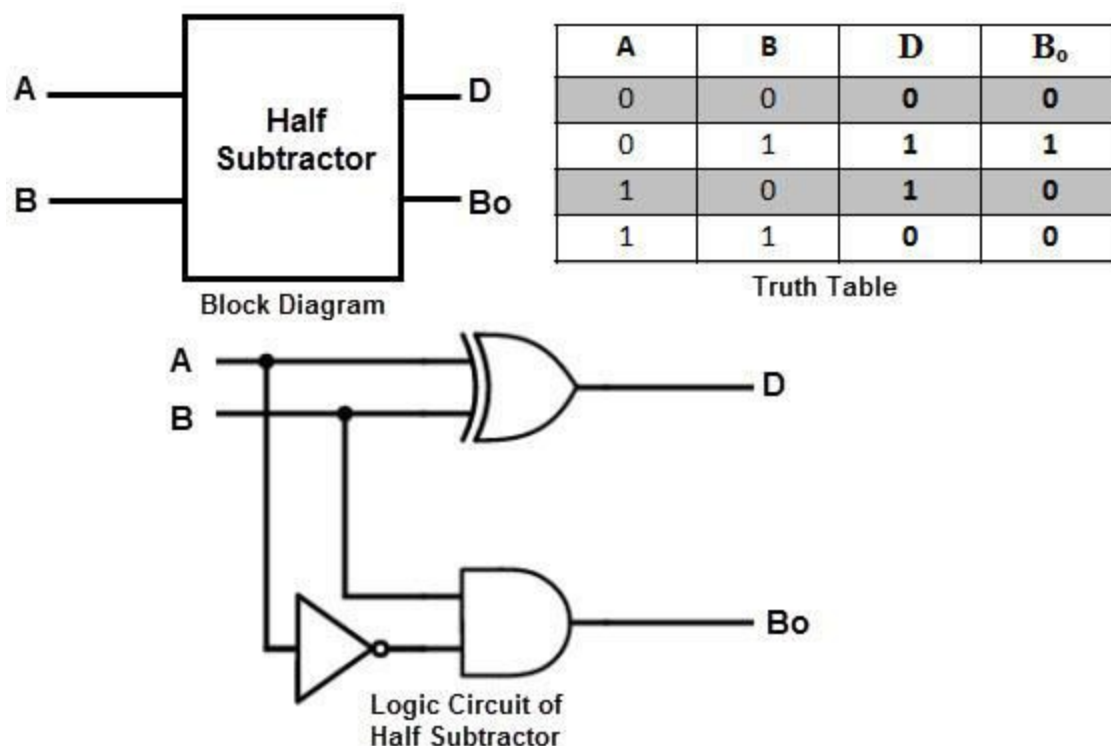 A
B
Half
Subtractor
D
Bo
Block Diagram
A B D Bₒ
0 0 0 0
0 1 1 1
1 0 1 0
1 1 0 0
Truth Table
A
B
D
Bo
Logic Circuit of
Half Subtractor